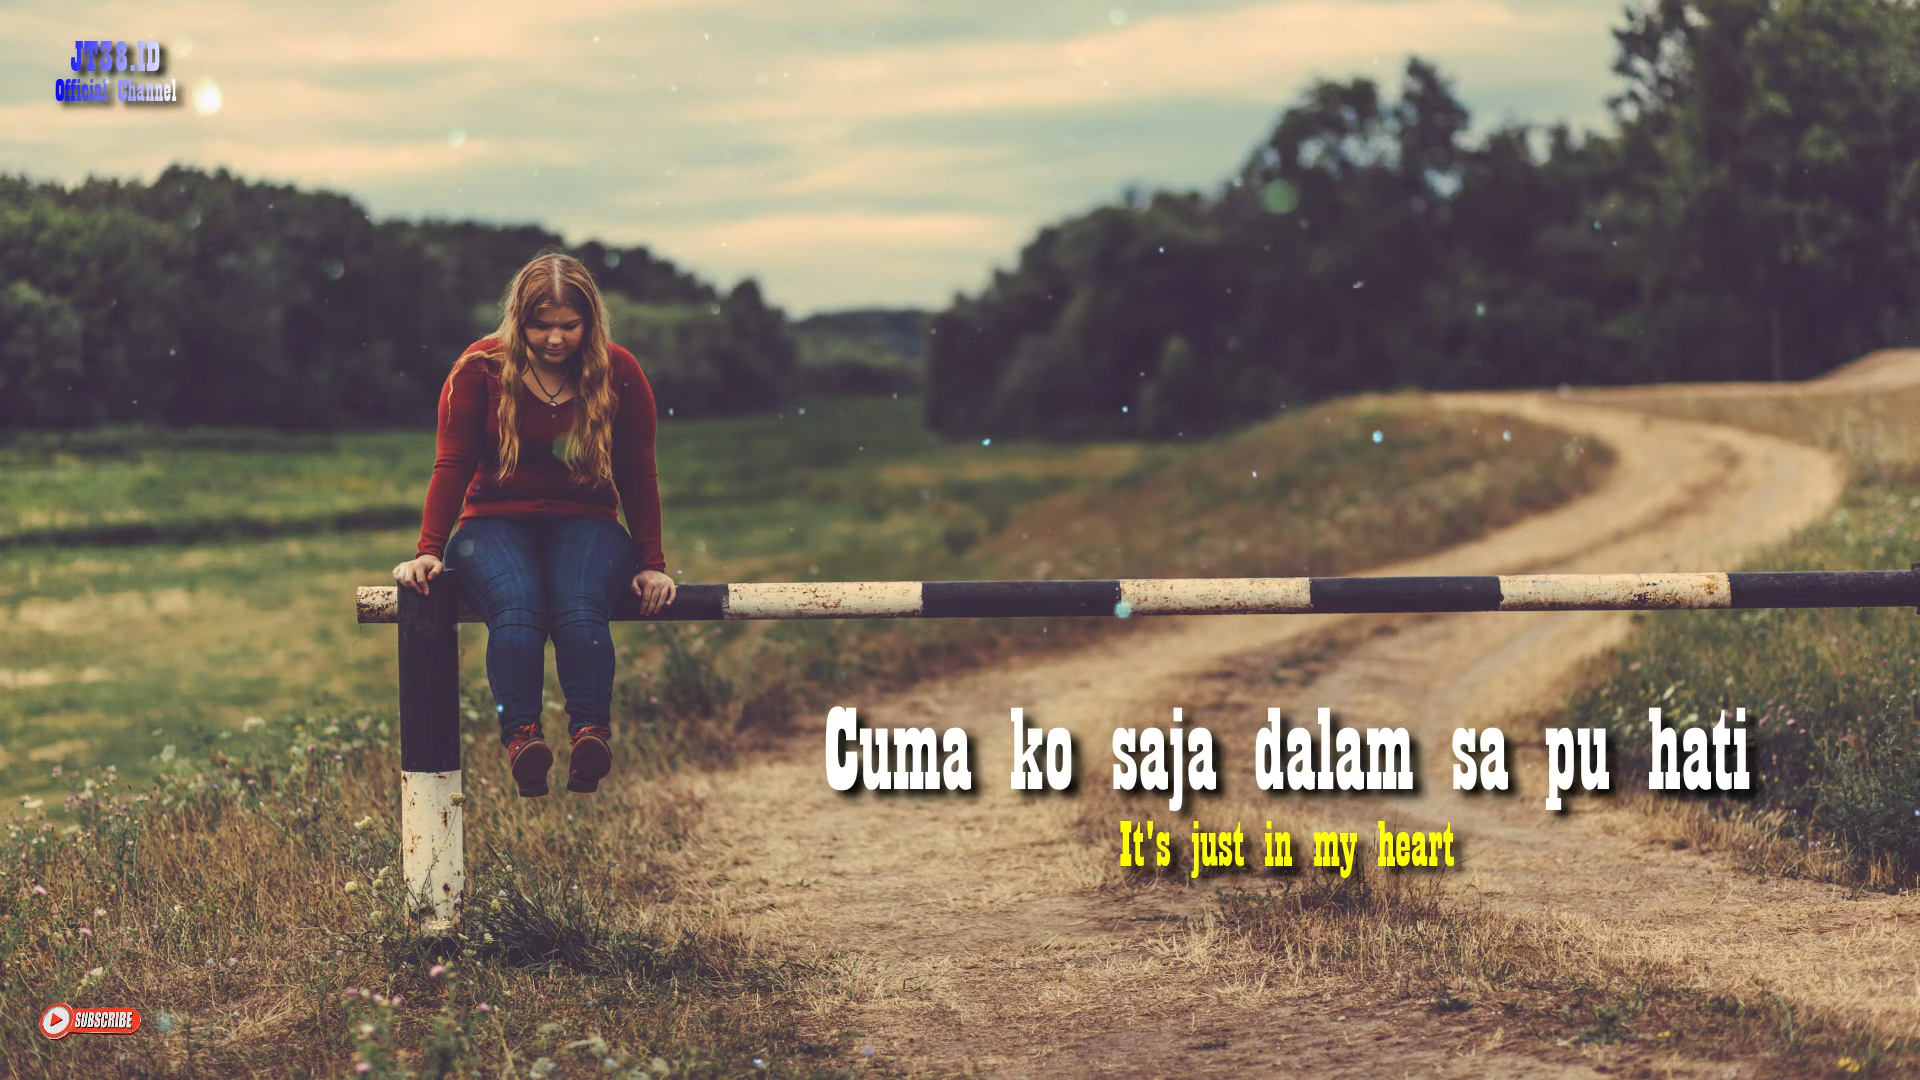 JT38.ID
Official Channel
Cuma ko saja dalam sa pu hati
It's just in my heart
SUBSCRIBE